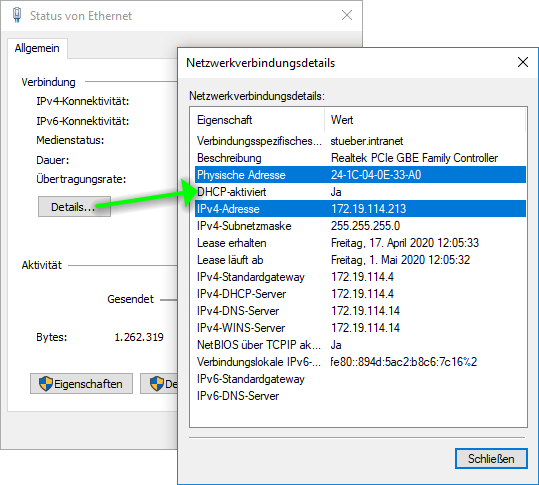 Status von Ethernet
Allgemein
Verbindung
IPv4-Konnektivität:
IPv6-Konnektivität:
Medienstatus:
Dauer:
Übertragungsrate:
Details...
Aktivität
Gesendet
Bytes: 1.262.319
Eigenschaften
De
Netzwerkverbindungsdetails
Netzwerkverbindungsdetails:
Eigenschaft Wert
Verbindungsspezifisches... stueber.intranet
Beschreibung Realtek PCIe GBE Family Controller
Physische Adresse 24-1C-04-0E-33-A0
DHCP-aktiviert Ja
IPv4-Adresse 172.19.114.213
IPv4-Subnetzmaske 255.255.255.0
Lease erhalten Freitag, 17. April 2020 12:05:33
Lease läuft ab Freitag, 1. Mai 2020 12:05:32
IPv4-Standardgateway 172.19.114.4
IPv4-DHCP-Server 172.19.114.4
IPv4-DNS-Server 172.19.114.14
IPv4-WINS-Server 172.19.114.14
NetBIOS über TCPIP ak... Ja
Verbindungslokale IPv6-... fe80::894d:5ac2:b8c6:7c16%2
IPv6-Standardgateway
IPv6-DNS-Server
Schließen